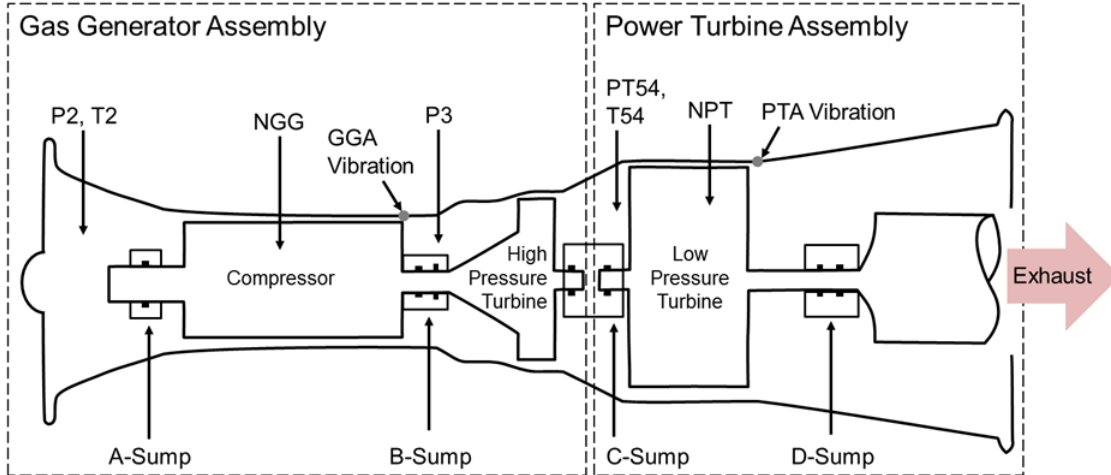 Gas Generator Assembly
Power Turbine Assembly
P2, T2
NGG
GGA
Vibration
P3
PT54,
T54
NPT
PTA Vibration
Compressor
High
Pressure
Turbine
Low
Pressure
Turbine
Exhaust
A-Sump
B-Sump
C-Sump
D-Sump